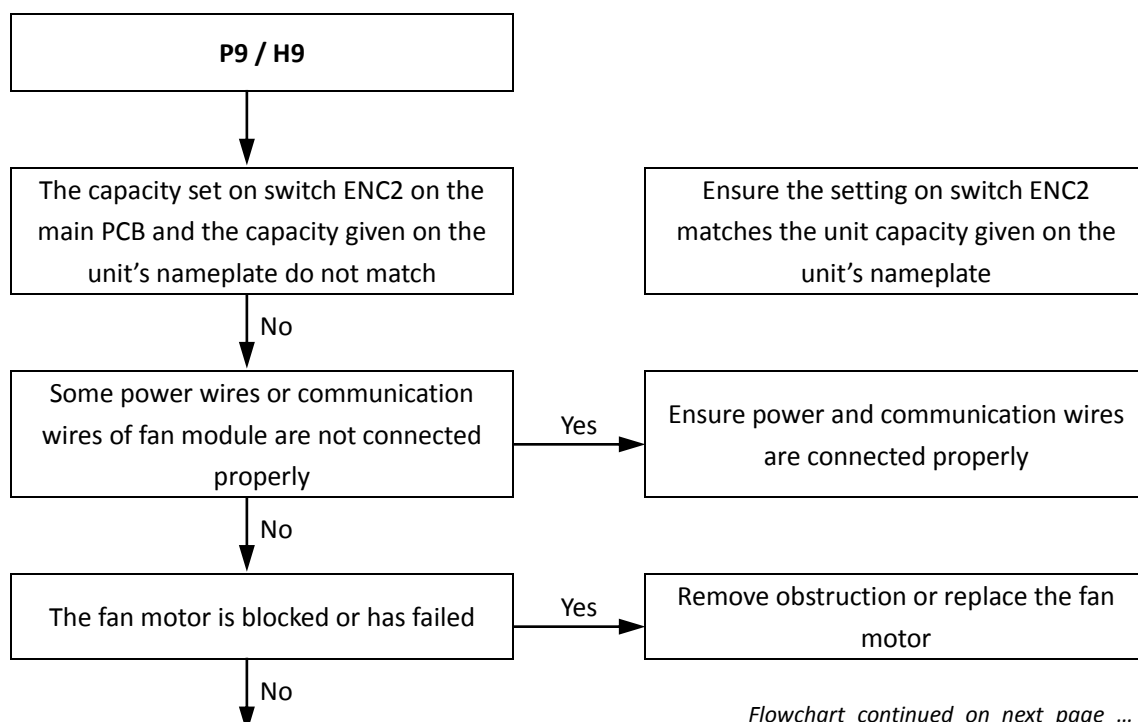 P9 / H9
The capacity set on switch ENC2 on the
main PCB and the capacity given on the
unit’s nameplate do not match
Ensure the setting on switch ENC2
matches the unit capacity given on the
unit’s nameplate
No
Some power wires or communication
wires of fan module are not connected
properly
Yes
Ensure power and communication wires
are connected properly
No
The fan motor is blocked or has failed
Yes
Remove obstruction or replace the fan
motor
No
Flowchart continued on next page …